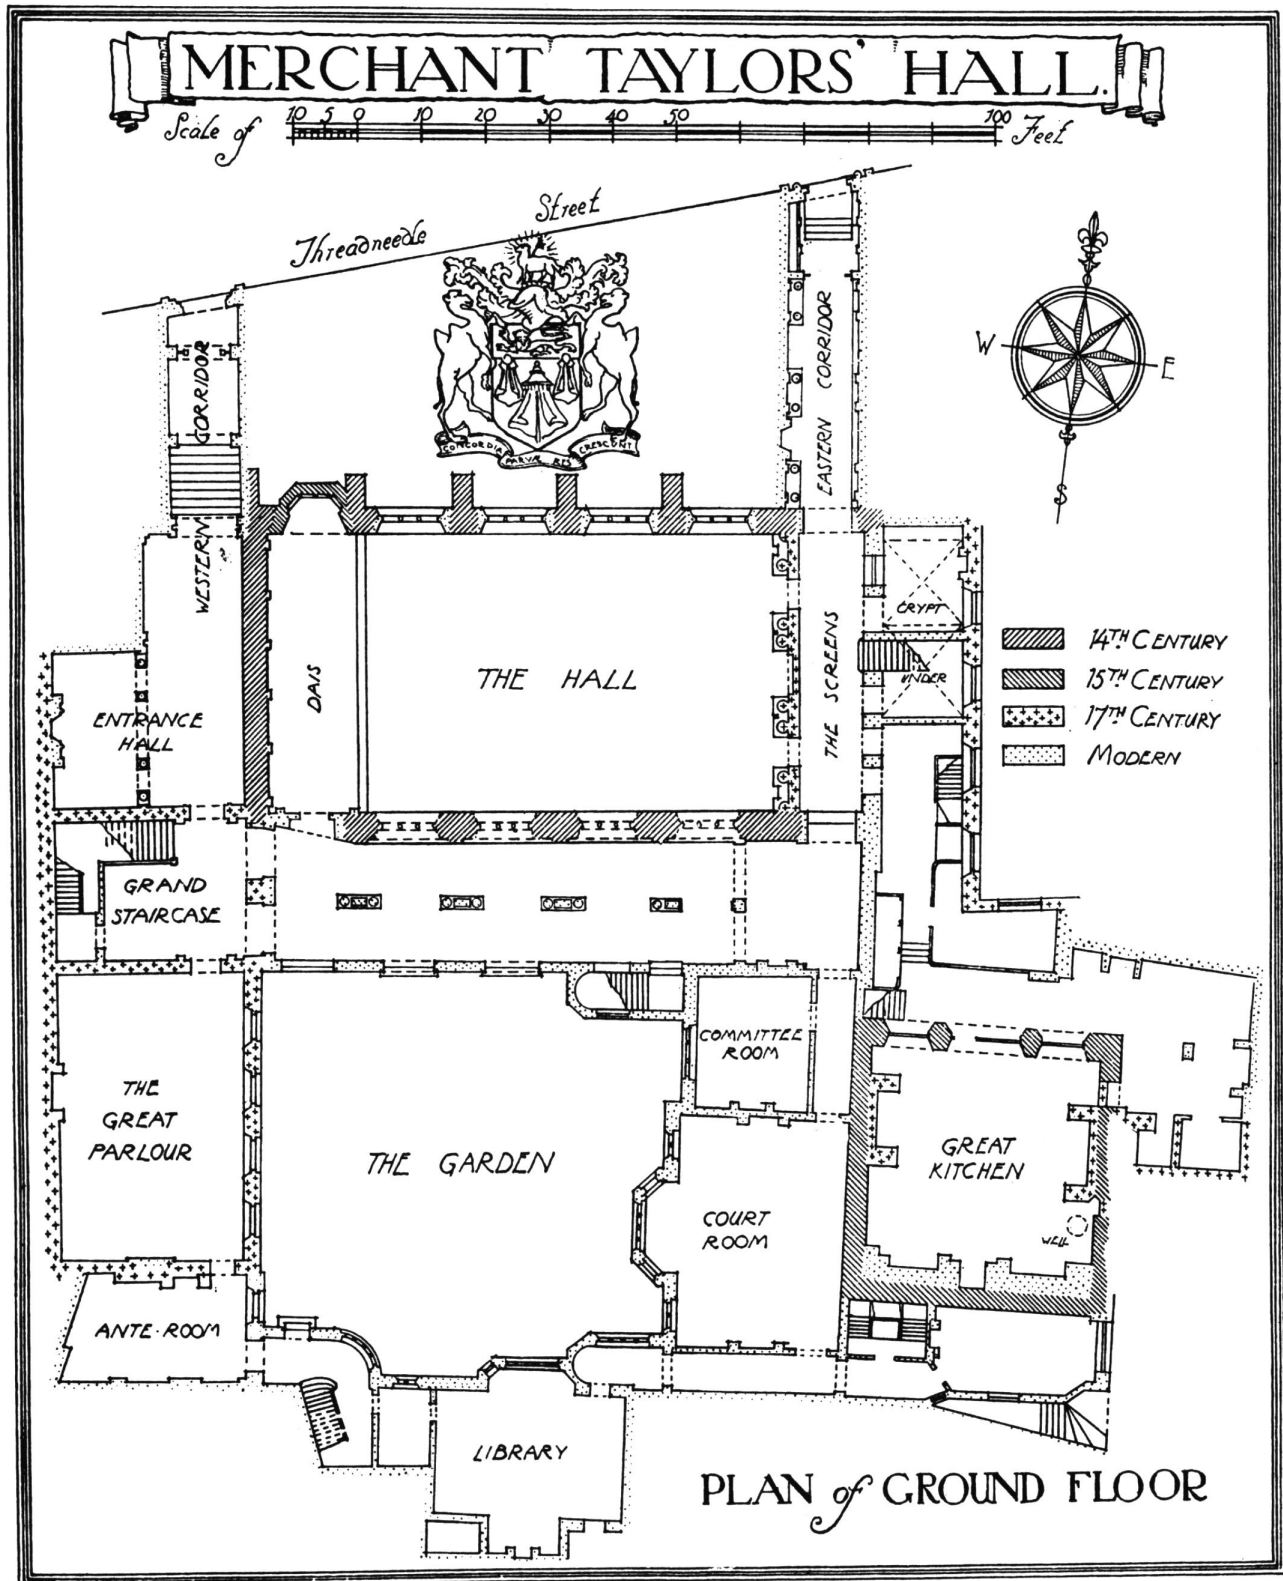 MERCHANT TAYLORS' HALL.
Scale of 10 5 0 10 20 30 40 50 100 Feet
Threadneedle Street
CONCORDIA PARVÆ RES CRESCUNT
W
E
S
WESTERN CORRIDOR
EASTERN CORRIDOR
CRYPT
UNDER
14TH CENTURY
15TH CENTURY
17TH CENTURY
MODERN
DAIS
THE HALL
THE SCREENS
ENTRANCE
HALL
GRAND
STAIRCASE
COMMITTEE
ROOM
THE
GREAT
PARLOUR
THE GARDEN
GREAT
KITCHEN
COURT
ROOM
WELL
ANTE-ROOM
LIBRARY
PLAN of GROUND FLOOR